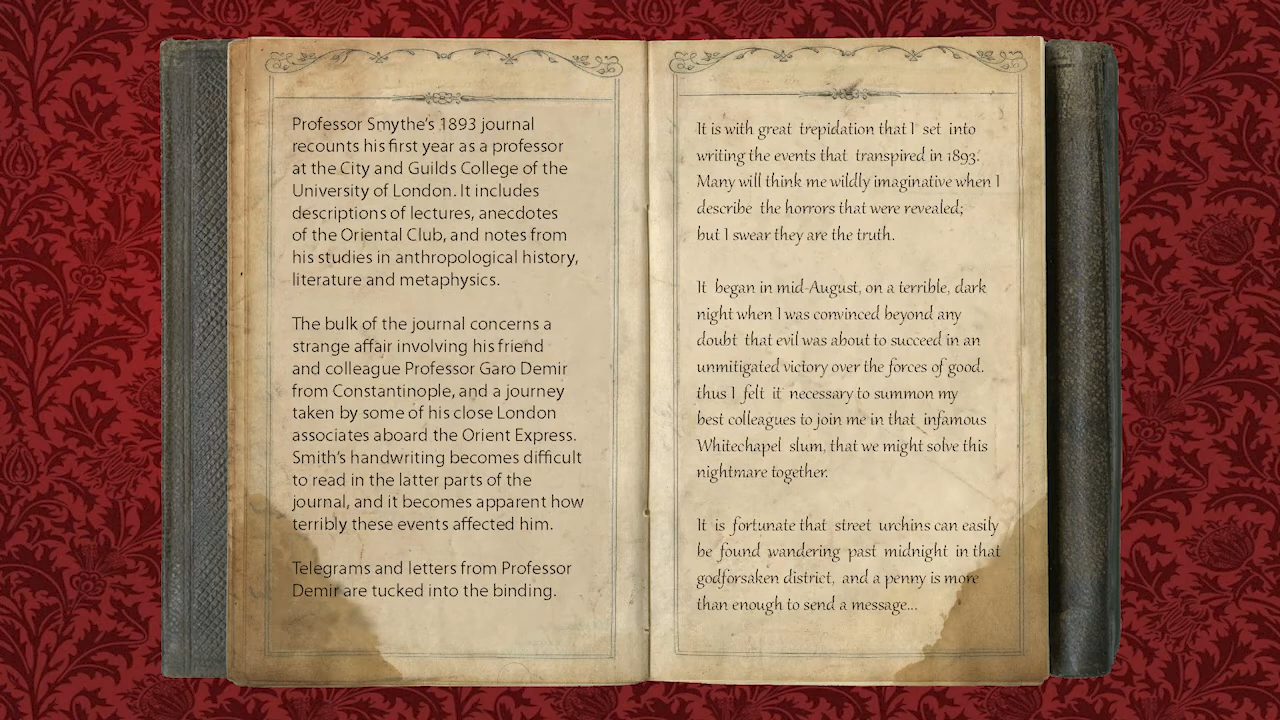 Professor Smythe's 1893 journal
recounts his first year as a professor
at the City and Guilds College of the
University of London. It includes
descriptions of lectures, anecdotes
of the Oriental Club, and notes from
his studies in anthropological history,
literature and metaphysics.
The bulk of the journal concerns a
strange affair involving his friend
and colleague Professor Garo Demir
from Constantinople, and a journey
taken by some of his close London
associates aboard the Orient Express.
Smith's handwriting becomes difficult
to read in the latter parts of the
journal, and it becomes apparent how
terribly these events affected him.
Telegrams and letters from Professor
Demir are tucked into the binding.
It is with great trepidation that I set into
writing the events that transpired in 1893.
Many will think me wildly imaginative when I
describe the horrors that were revealed;
but I swear they are the truth.
It began in mid-August, on a terrible, dark
night when I was convinced beyond any
doubt that evil was about to succeed in an
unmitigated victory over the forces of good.
thus I felt it necessary to summon my
best colleagues to join me in that infamous
Whitechapel slum, that we might solve this
nightmare together.
It is fortunate that street urchins can easily
be found wandering past midnight in that
godforsaken district, and a penny is more
than enough to send a message...